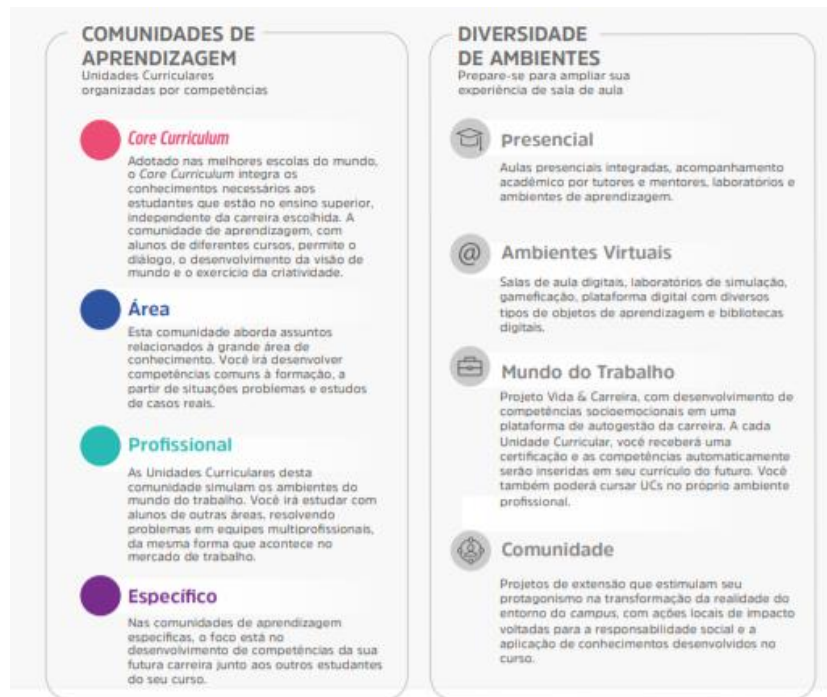 COMUNIDADES DE
APRENDIZAGEM
Unidades Curriculares
organizadas por competências
Core Curriculum
Adotado nas melhores escolas do mundo,
o Core Curriculum integra os
conhecimentos necessários aos
estudantes que estão no ensino superior,
independente da carreira escolhida. A
comunidade de aprendizagem, com
alunos de diferentes cursos, permite o
diálogo, o desenvolvimento da visão de
mundo e o exercício da criatividade.
Área
Esta comunidade aborda assuntos
relacionados à grande área de
conhecimento. Você irá desenvolver
competências comuns à formação, a
partir de situações problemas e estudos
de casos reais.
Profissional
As Unidades Curriculares desta
comunidade simulam os ambientes do
mundo do trabalho. Você irá estudar com
alunos de outras áreas, resolvendo
problemas em equipes multiprofissionais,
da mesma forma que acontece no
mercado de trabalho.
Específico
Nas comunidades de aprendizagem
específicas, o foco está no
desenvolvimento de competências da sua
futura carreira junto aos outros estudantes
do seu curso.
DIVERSIDADE
DE AMBIENTES
Prepare-se para ampliar sua
experiência de sala de aula
Presencial
Aulas presenciais integradas, acompanhamento
acadêmico por tutores e mentores, laboratórios e
ambientes de aprendizagem.
@ Ambientes Virtuais
Salas de aula digitais, laboratórios de simulação,
gameficação, plataforma digital com diversos
tipos de objetos de aprendizagem e bibliotecas
digitais.
Mundo do Trabalho
Projeto Vida & Carreira, com desenvolvimento de
competências socioemocionais em uma
plataforma de autogestão da carreira. A cada
Unidade Curricular, você receberá uma
certificação e as competências automaticamente
serão inseridas em seu currículo do futuro. Você
também poderá cursar UCs no próprio ambiente
profissional.
Comunidade
Projetos de extensão que estimulam seu
protagonismo na transformação da realidade do
entorno do campus, com ações locais de impacto
voltadas para a responsabilidade social e a
aplicação de conhecimentos desenvolvidos no
curso.